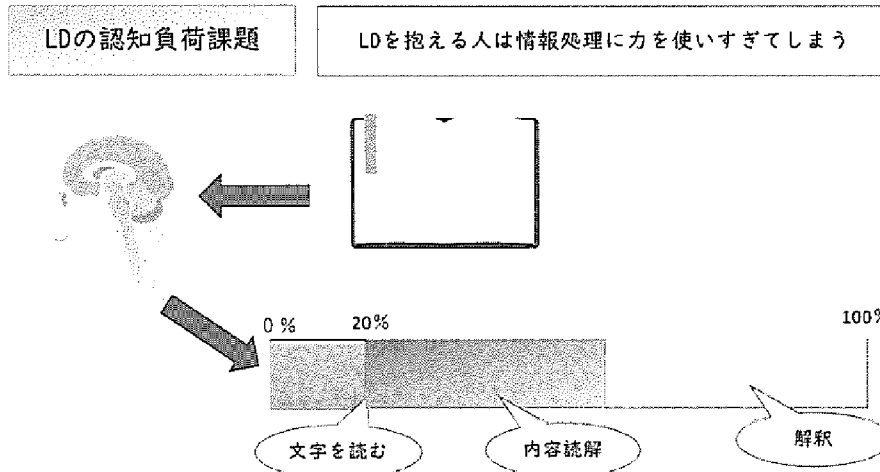 LDの認知負荷課題
LDを抱える人は情報処理に力を使いすぎてしまう
0 %
20%
100%
文字を読む
内容読解
解釈